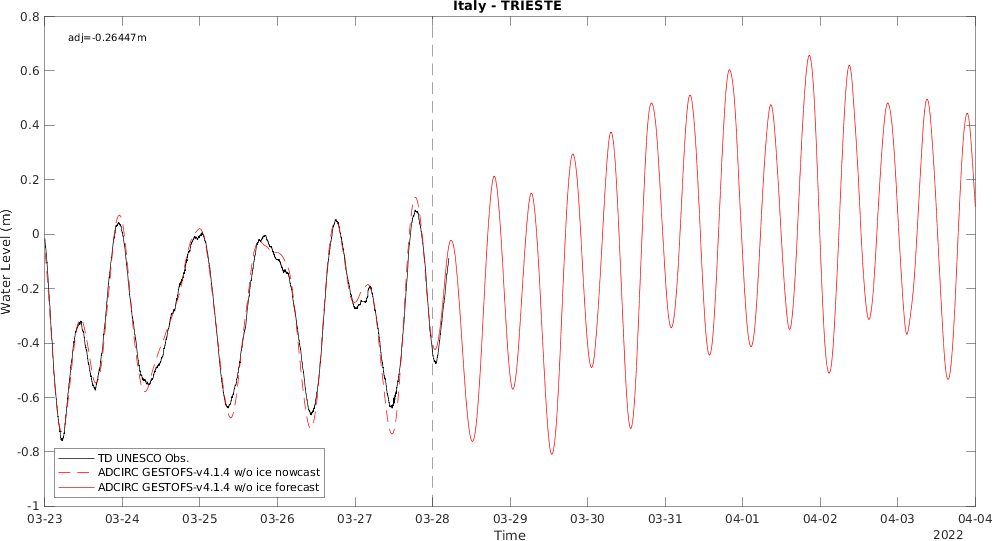 Italy - TRIESTE
adj=-0.26447m
0.8
0.6
0.4
0.2
0
-0.2
-0.4
-0.6
-0.8
-1
Water Level (m)
TD UNESCO Obs.
ADCIRC GESTOFS-v4.1.4 w/o ice nowcast
ADCIRC GESTOFS-v4.1.4 w/o ice forecast
03-23 03-24 03-25 03-26 03-27 03-28 03-29 03-30 03-31 04-01 04-02 04-03 04-04
Time
2022